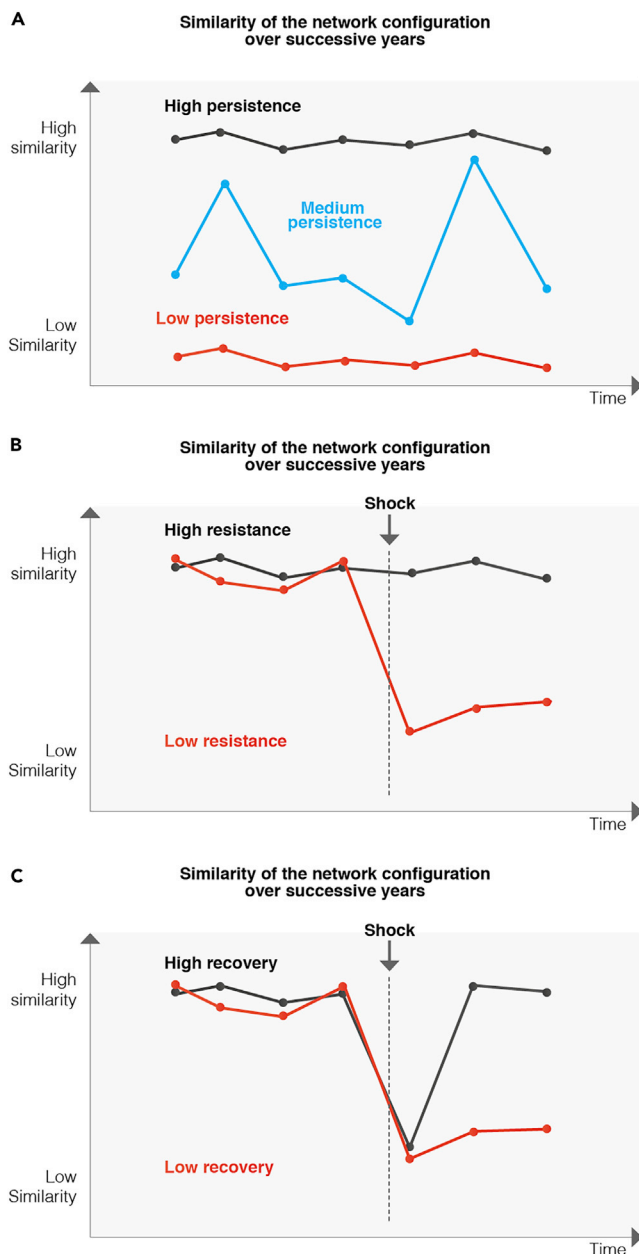 A
Similarity of the network configuration
over successive years
High persistence
High
similarity
Medium
persistence
Low persistence
Low
Similarity
Time
B
Similarity of the network configuration
over successive years
Shock
High resistance
High
similarity
Low resistance
Low
Similarity
Time
C
Similarity of the network configuration
over successive years
Shock
High recovery
High
similarity
Low recovery
Low
Similarity
Time